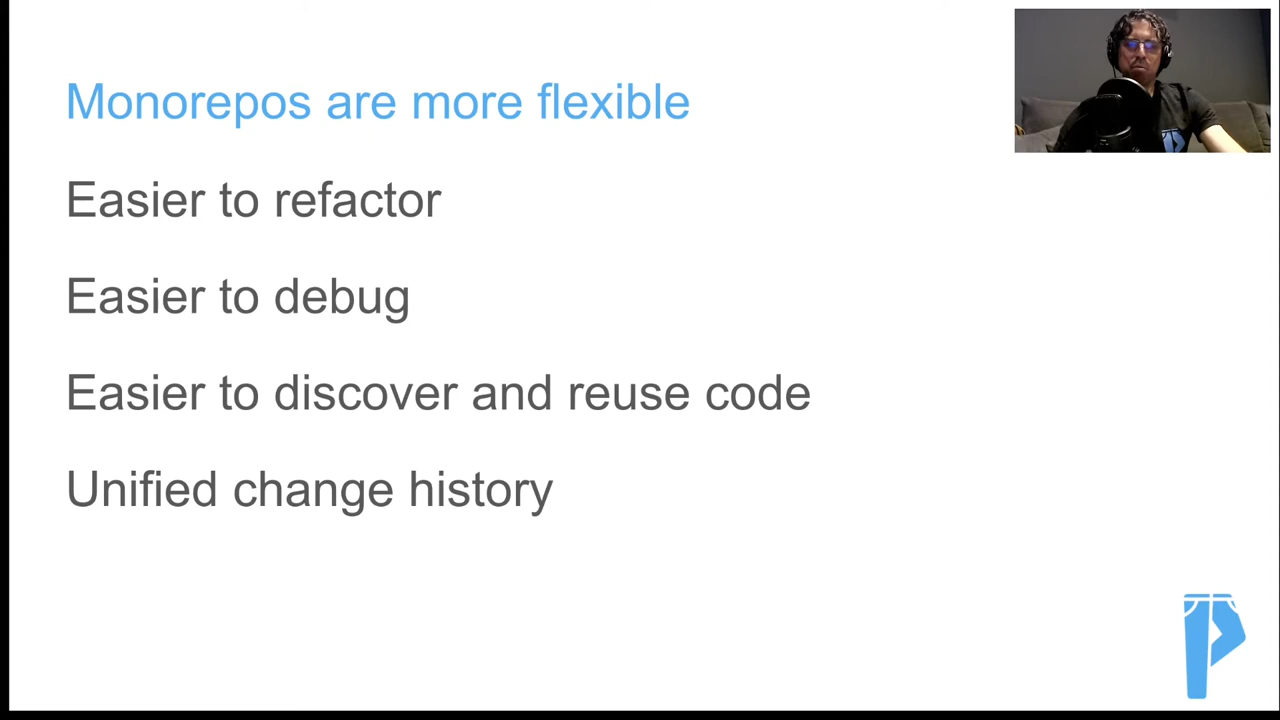 Monorepos are more flexible
Easier to refactor
Easier to debug
Easier to discover and reuse code
Unified change history